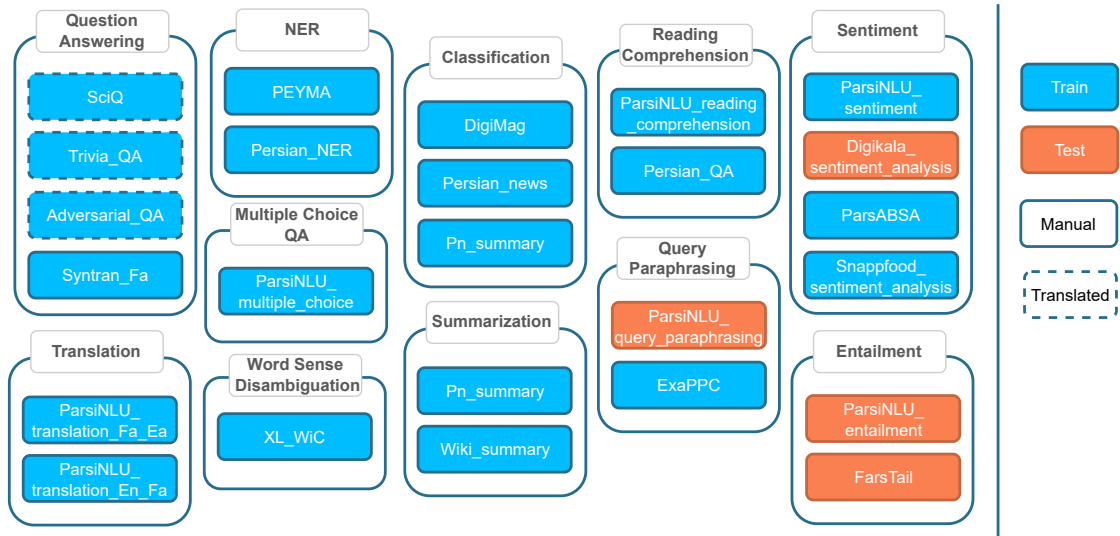 Question
Answering
SciQ
Trivia_QA
Adversarial_QA
Syntran_Fa
Translation
ParsiNLU_
translation_Fa_Ea
ParsiNLU_
translation_En_Fa
NER
PEYMA
Persian_NER
Multiple Choice
QA
ParsiNLU_
multiple_choice
Word Sense
Disambiguation
XL_WiC
Classification
DigiMag
Persian_news
Pn_summary
Summarization
Pn_summary
Wiki_summary
Reading
Comprehension
ParsiNLU_reading
_comprehension
Persian_QA
Query
Paraphrasing
ParsiNLU_
query_paraphrasing
ExaPPC
Sentiment
ParsiNLU_
sentiment
Digikala_
sentiment_analysis
ParsABSA
Snappfood_
sentiment_analysis
Entailment
ParsiNLU_
entailment
FarsTail
Train
Test
Manual
Translated